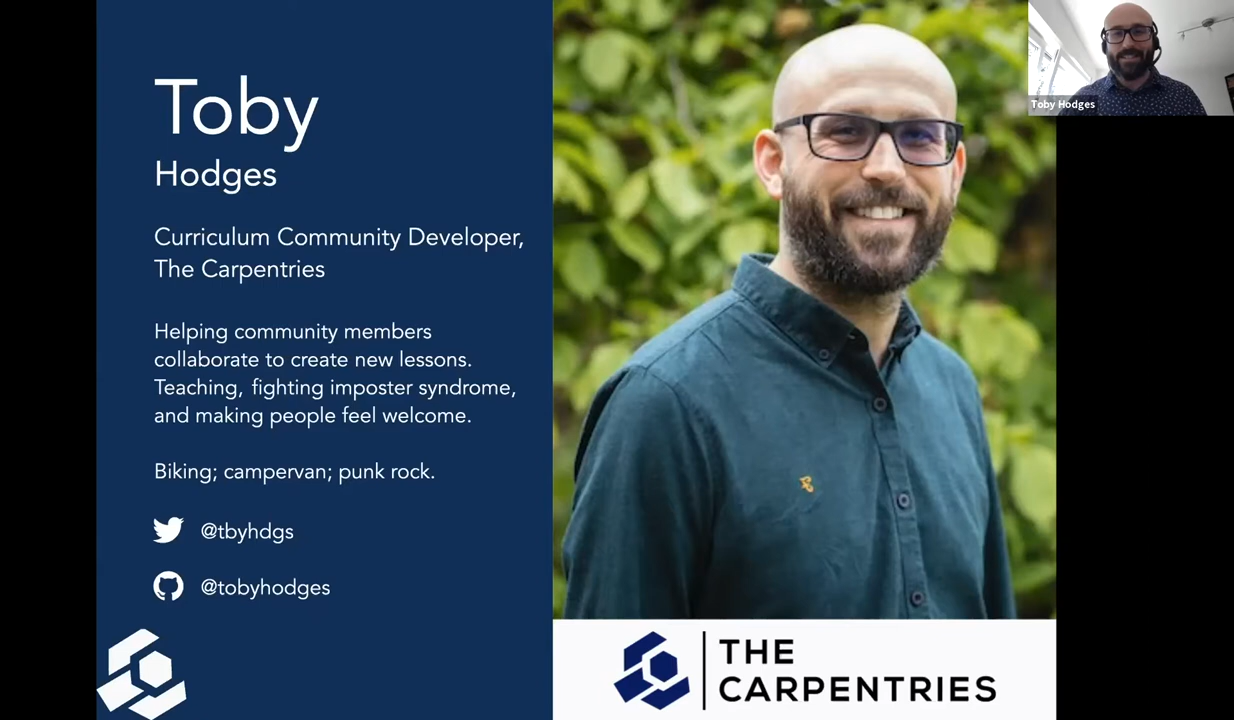 Toby
Hodges
Curriculum Community Developer,
The Carpentries
Helping community members
collaborate to create new lessons.
Teaching, fighting imposter syndrome,
and making people feel welcome.
Biking; campervan; punk rock.
@tbyhdgs
@tobyhodges
THE
CARPENTRIES
Toby Hodges